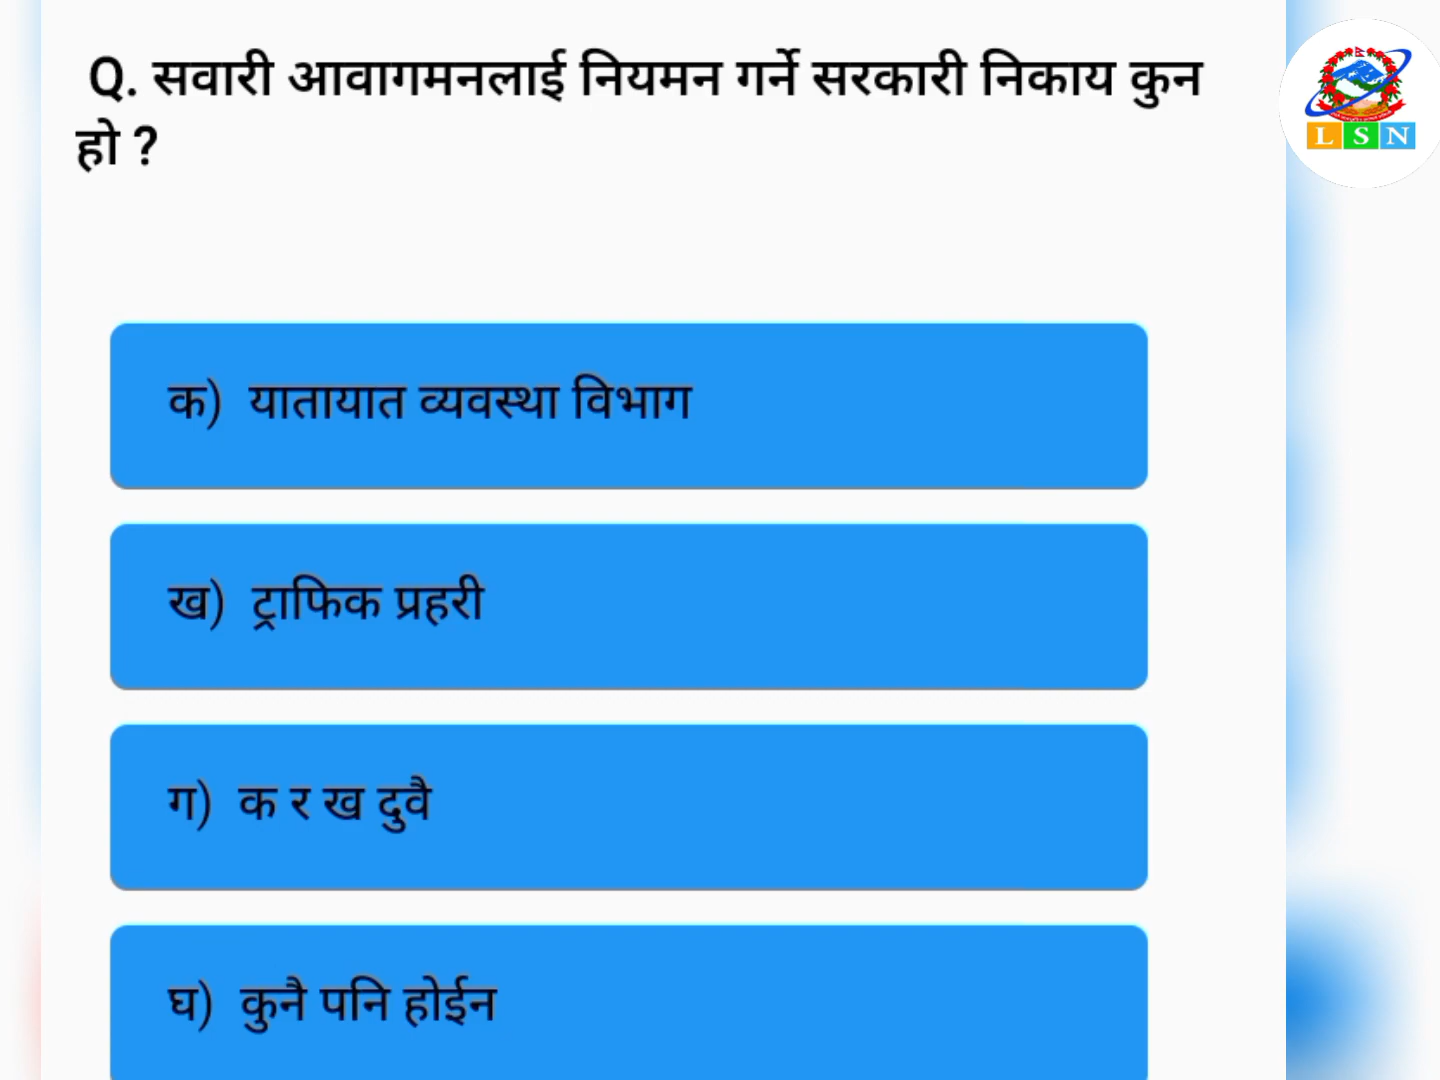 Q. सवारी आवागमनलाई नियमन गर्ने सरकारी निकाय कुन
हो ?
LSN
क) यातायात व्यवस्था विभाग
ख) ट्राफिक प्रहरी
ग) क र ख दुवै
घ) कुनै पनि होईन